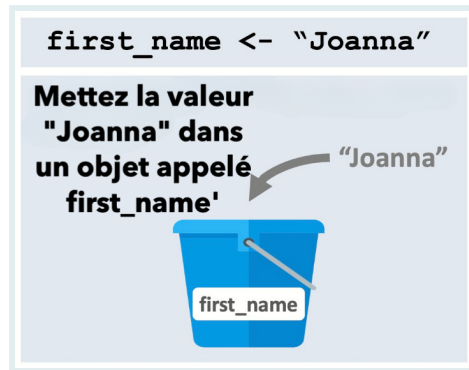 first_name <- “Joanna”
Mettez la valeur
"Joanna" dans
un objet appelé
first_name'
“Joanna”
first_name